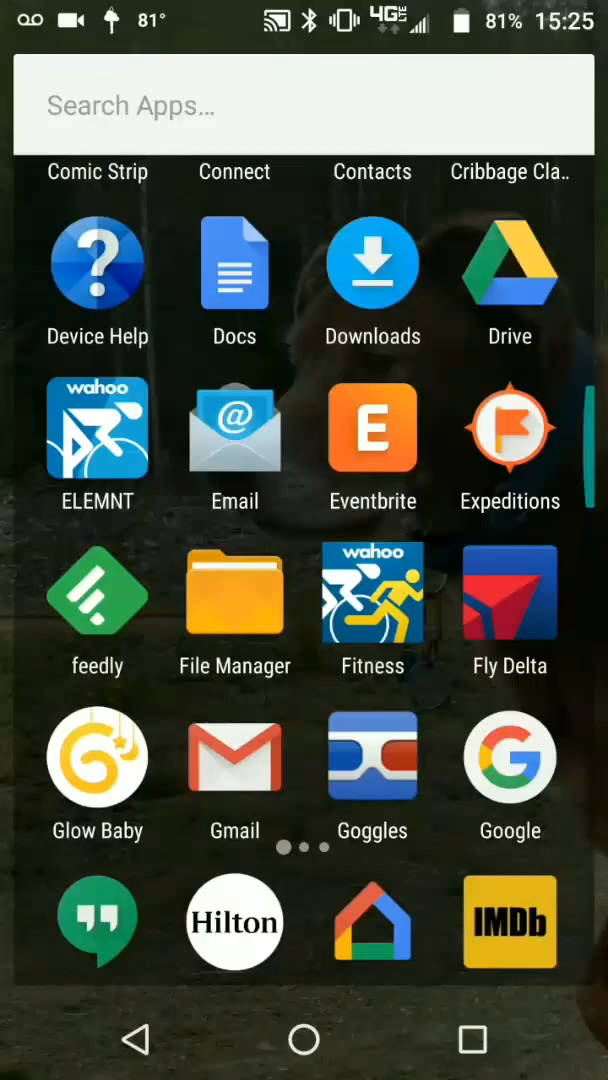 81° 4G LTE 81% 15:25
Search Apps...
Comic Strip Connect Contacts Cribbage Cla..
Device Help Docs Downloads Drive
wahoo
ELEMNT Email Eventbrite Expeditions
wahoo
feedly File Manager Fitness Fly Delta
Glow Baby Gmail Goggles Google
Hilton IMDb